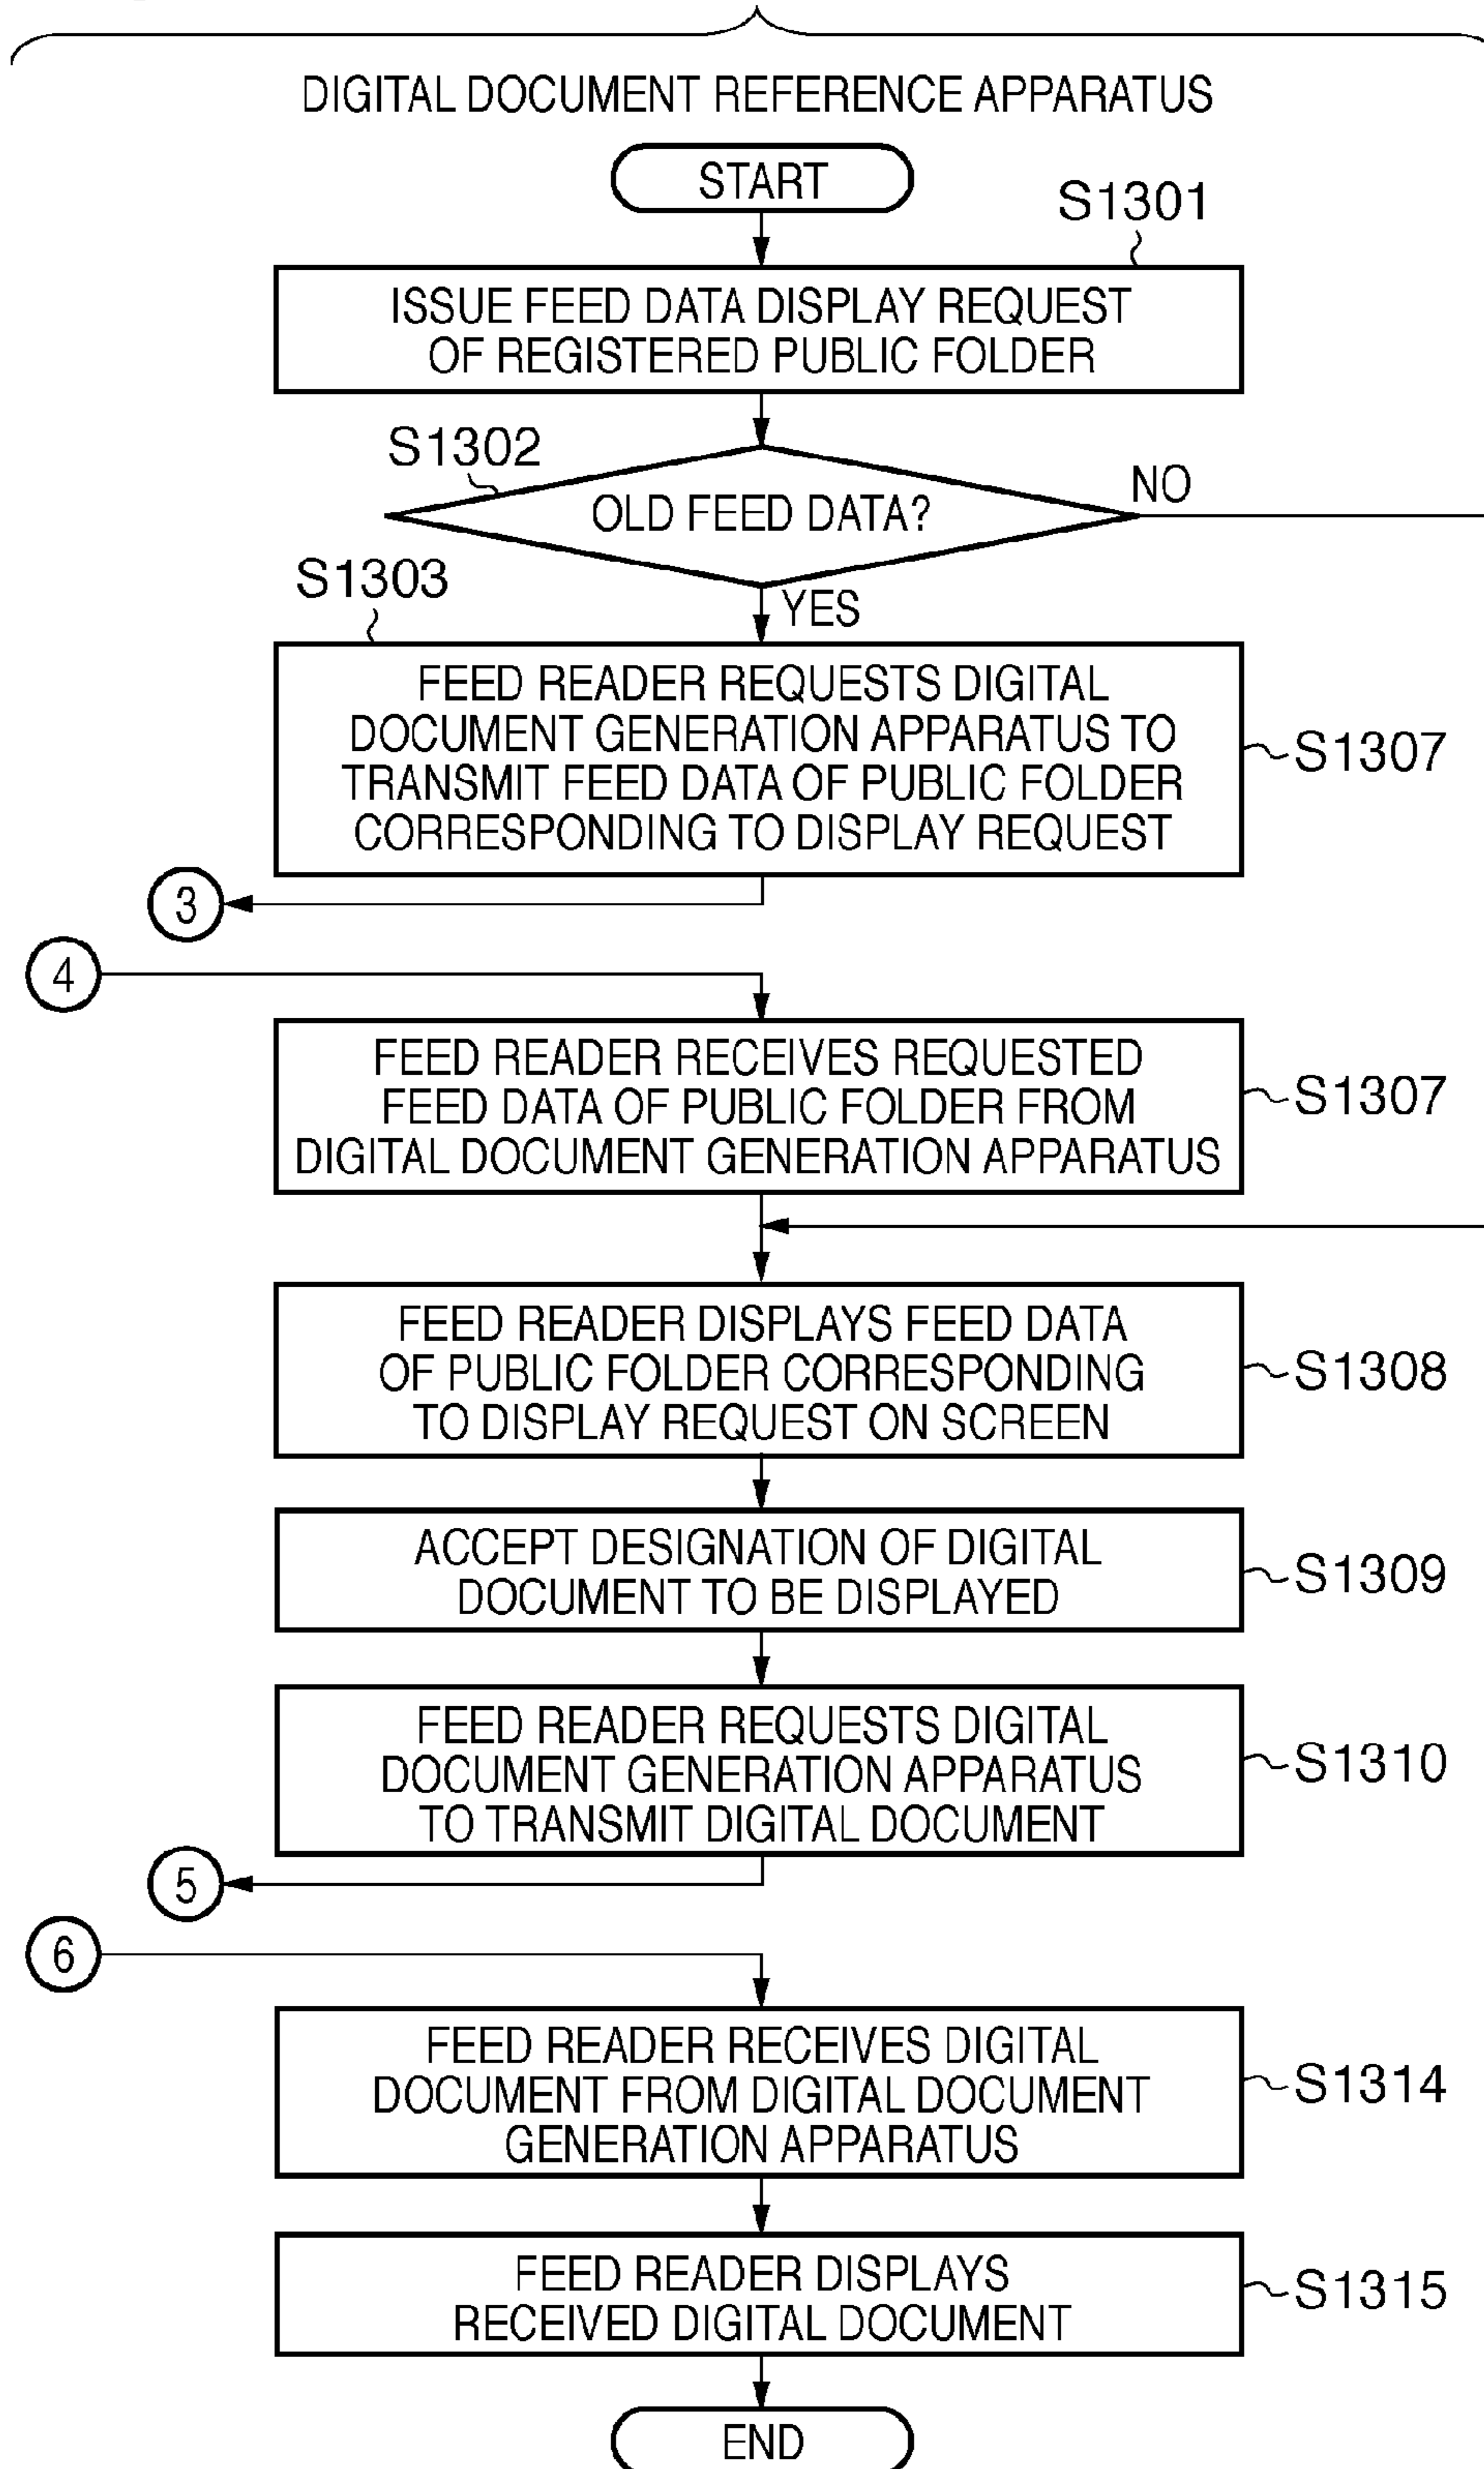 DIGITAL DOCUMENT REFERENCE APPARATUS
START
S1301
ISSUE FEED DATA DISPLAY REQUEST
OF REGISTERED PUBLIC FOLDER
S1302
OLD FEED DATA?
NO
S1303
YES
FEED READER REQUESTS DIGITAL
DOCUMENT GENERATION APPARATUS TO
TRANSMIT FEED DATA OF PUBLIC FOLDER
CORRESPONDING TO DISPLAY REQUEST
S1307
3
4
FEED READER RECEIVES REQUESTED
FEED DATA OF PUBLIC FOLDER FROM
DIGITAL DOCUMENT GENERATION APPARATUS
S1307
FEED READER DISPLAYS FEED DATA
OF PUBLIC FOLDER CORRESPONDING
TO DISPLAY REQUEST ON SCREEN
S1308
ACCEPT DESIGNATION OF DIGITAL
DOCUMENT TO BE DISPLAYED
S1309
FEED READER REQUESTS DIGITAL
DOCUMENT GENERATION APPARATUS
TO TRANSMIT DIGITAL DOCUMENT
S1310
5
6
FEED READER RECEIVES DIGITAL
DOCUMENT FROM DIGITAL DOCUMENT
GENERATION APPARATUS
S1314
FEED READER DISPLAYS
RECEIVED DIGITAL DOCUMENT
S1315
END